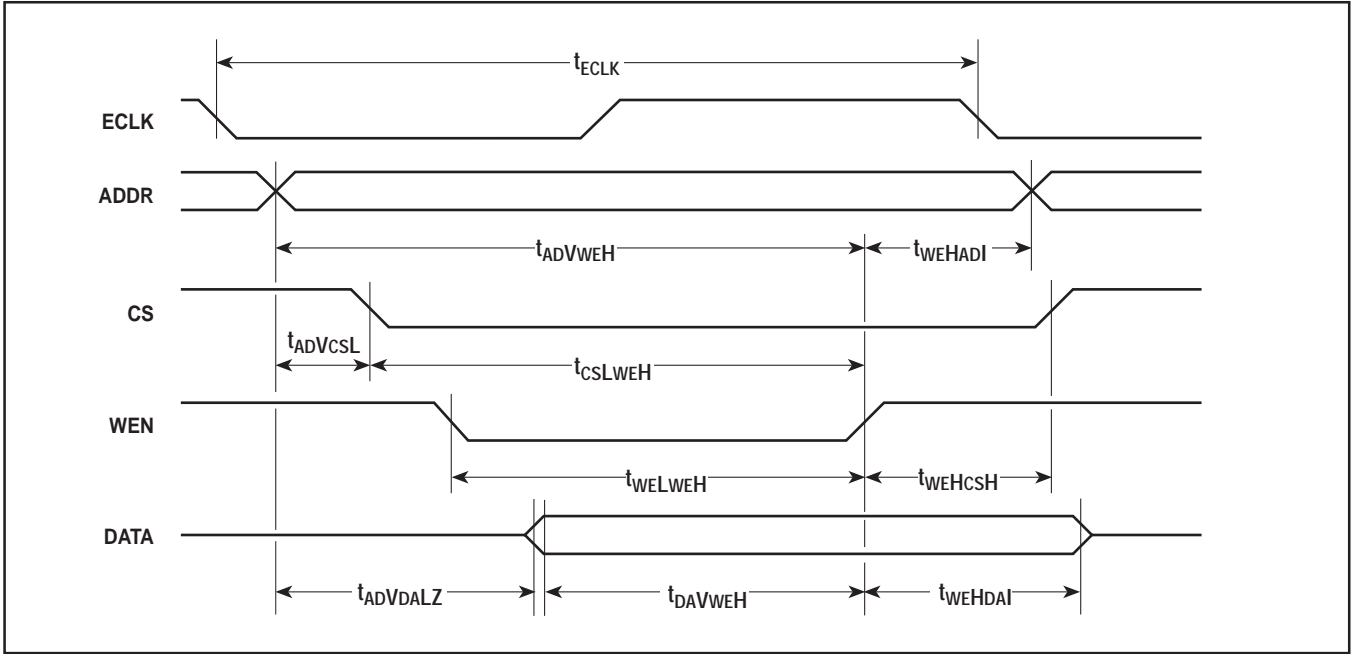 tECLK
ECLK
ADDR
tADVWEH
tWEHADI
CS
tADVCSL
tCSLWEH
WEN
tWELWEH
tWEHCSH
DATA
tADVDALZ
tDAVWEH
tWEHDAI